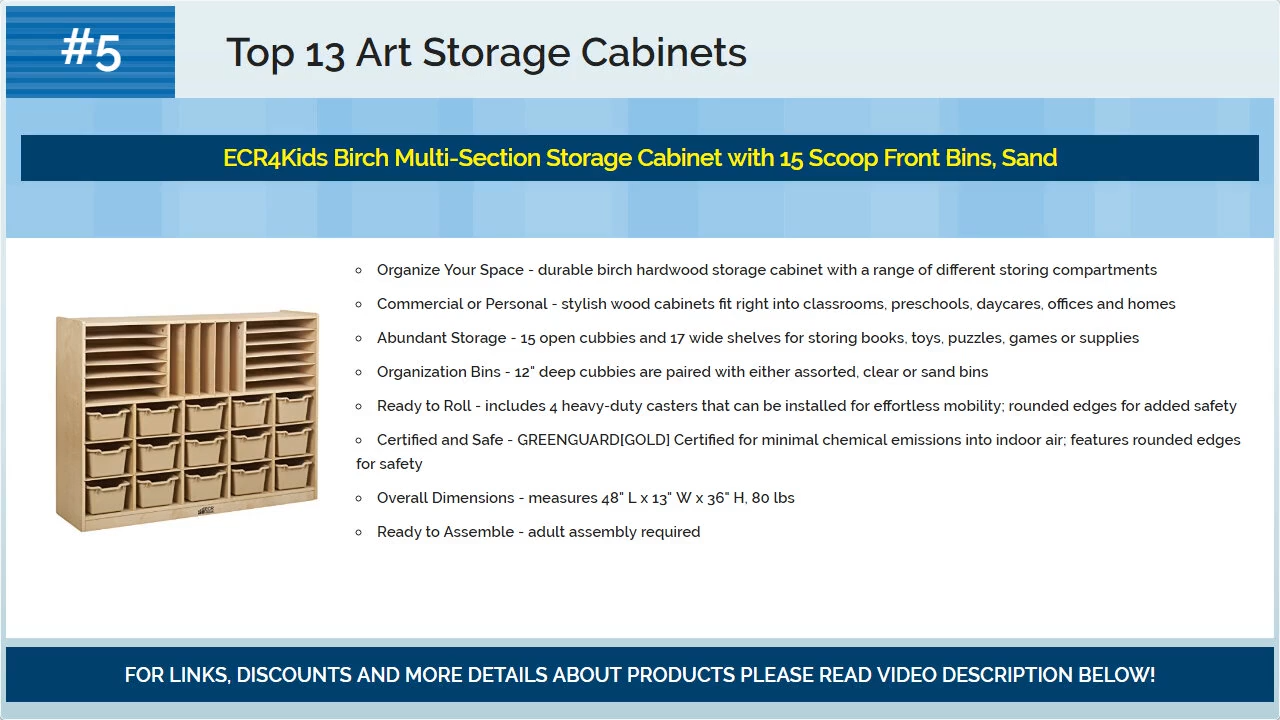 #5
Top 13 Art Storage Cabinets
ECR4Kids Birch Multi-Section Storage Cabinet with 15 Scoop Front Bins, Sand
Organize Your Space - durable birch hardwood storage cabinet with a range of different storing compartments
Commercial or Personal - stylish wood cabinets fit right into classrooms, preschools, daycares, offices and homes
Abundant Storage - 15 open cubbies and 17 wide shelves for storing books, toys, puzzles, games or supplies
Organization Bins - 12" deep cubbies are paired with either assorted, clear or sand bins
Ready to Roll - includes 4 heavy-duty casters that can be installed for effortless mobility; rounded edges for added safety
Certified and Safe - GREENGUARD[GOLD] Certified for minimal chemical emissions into indoor air; features rounded edges
for safety
Overall Dimensions - measures 48" L x 13" W x 36" H, 80 lbs
Ready to Assemble - adult assembly required
FOR LINKS, DISCOUNTS AND MORE DETAILS ABOUT PRODUCTS PLEASE READ VIDEO DESCRIPTION BELOW!